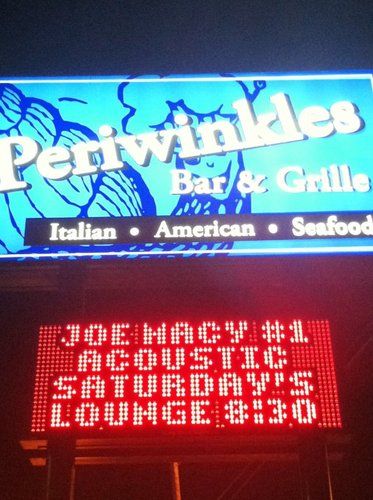 Periwinkles
Bar & Grille
Italian • American • Seafood
JOE MACY #1
ACOUSTIC
SATURDAY'S
LOUNGE 8:30